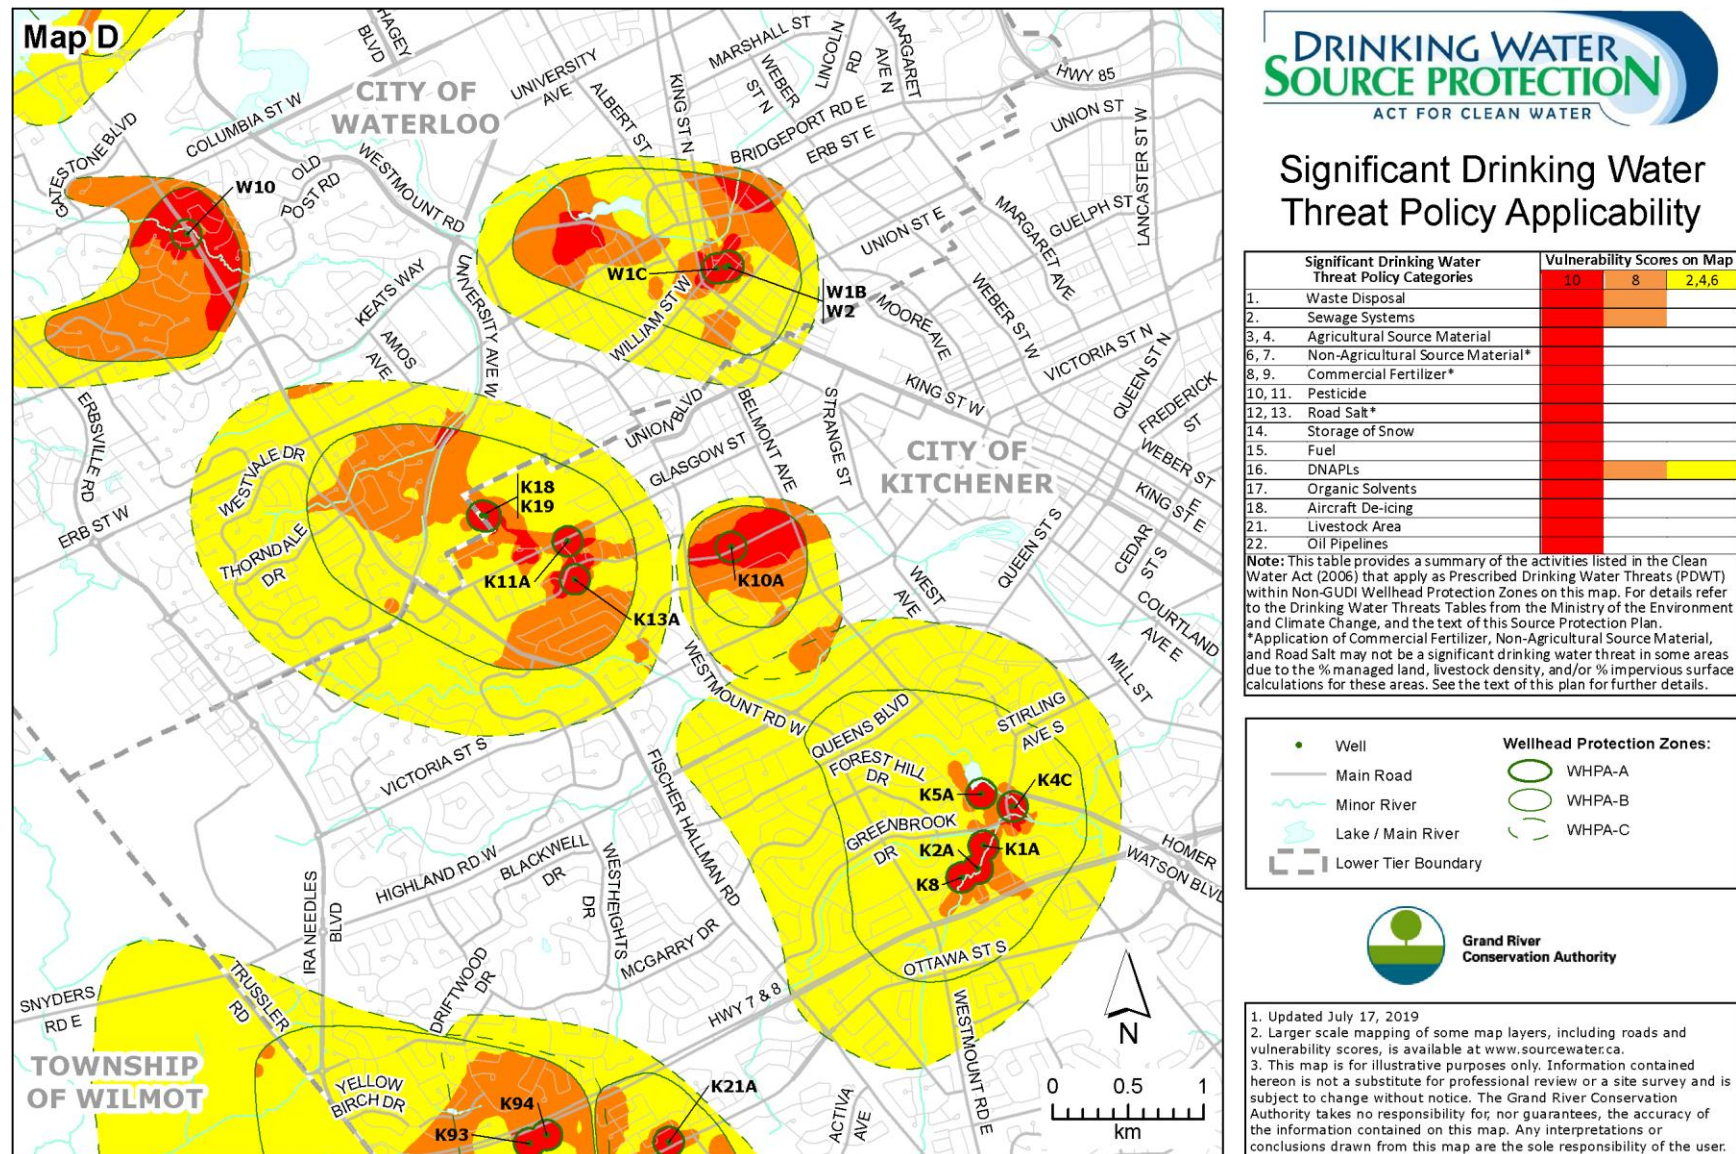 Map D
HAGEY
BLVD
CITY OF
WATERLOO
COLUMBIA ST W
GATESTONE BLVD
OLD
POST RD
WESTMOUNT RD
UNIVERSITY
AVE
ALBERT ST
KING ST N
MARSHALL ST
WEBER
ST N
LINCOLN
RD
MARGARET
AVE N
HWY 85
BRIDGEPORT RD E
ERB ST E
UNION ST
LANCASTER ST W
GUELPH ST
MARGARET AVE
UNION ST E
W10
W1C
W1B
W2
WILLIAM ST W
MOORE AVE
WEBER ST W
VICTORIA ST N
QUEEN ST N
FREDERICK
ST
KEATS WAY
UNIVERSITY AVE W
AMOS
AVE
ERBSVILLE RD
KING ST W
UNION BLVD
BELMONT AVE
STRANGE ST
GLASGOW ST
CITY OF
KITCHENER
WEBER ST
E
KING ST E
WESTVALE DR
THORNDALE
DR
ERB ST W
K18
K19
K11A
K13A
K10A
QUEEN ST S
CEDAR
ST S
COURTLAND
AVE E
MILL ST
WEST
AVE
WESTMOUNT RD W
QUEENS BLVD
STIRLING
AVE S
FOREST HILL
DR
VICTORIA ST S
FISCHER HALLMAN RD
K5A
K4C
GREENBROOK
DR
K2A
K1A
K8
HOMER
WATSON BLVD
HIGHLAND RD W
BLACKWELL
DR
WESTHEIGHTS
DR
IRA NEEDLES
BLVD
MCGARRY DR
OTTAWA ST S
DRIFTWOOD
DR
HWY 7 & 8
WESTMOUNT RD E
SNYDERS
RD E
TRUSSLER
RD
TOWNSHIP
OF WILMOT
YELLOW
BIRCH DR
K21A
K94
K93
ACTIVA
AVE
N
0 0.5 1
km
DRINKING WATER
SOURCE PROTECTION
ACT FOR CLEAN WATER
Significant Drinking Water
Threat Policy Applicability
Significant Drinking Water
Threat Policy Categories
Vulnerability Scores on Map
10 8 2,4,6
1. Waste Disposal
2. Sewage Systems
3, 4. Agricultural Source Material
6, 7. Non-Agricultural Source Material*
8, 9. Commercial Fertilizer*
10, 11. Pesticide
12, 13. Road Salt*
14. Storage of Snow
15. Fuel
16. DNAPLs
17. Organic Solvents
18. Aircraft De-icing
21. Livestock Area
22. Oil Pipelines
Note: This table provides a summary of the activities listed in the Clean
Water Act (2006) that apply as Prescribed Drinking Water Threats (PDWT)
within Non-GUDI Wellhead Protection Zones on this map. For details refer
to the Drinking Water Threats Tables from the Ministry of the Environment
and Climate Change, and the text of this Source Protection Plan.
*Application of Commercial Fertilizer, Non-Agricultural Source Material,
and Road Salt may not be a significant drinking water threat in some areas
due to the % managed land, livestock density, and/or % impervious surface
calculations for these areas. See the text of this plan for further details.
Well
Main Road
Minor River
Lake / Main River
Lower Tier Boundary
Wellhead Protection Zones:
WHPA-A
WHPA-B
WHPA-C
Grand River
Conservation Authority
1. Updated July 17, 2019
2. Larger scale mapping of some map layers, including roads and
vulnerability scores, is available at www.sourcewater.ca.
3. This map is for illustrative purposes only. Information contained
hereon is not a substitute for professional review or a site survey and is
subject to change without notice. The Grand River Conservation
Authority takes no responsibility for, nor guarantees, the accuracy of
the information contained on this map. Any interpretations or
conclusions drawn from this map are the sole responsibility of the user.